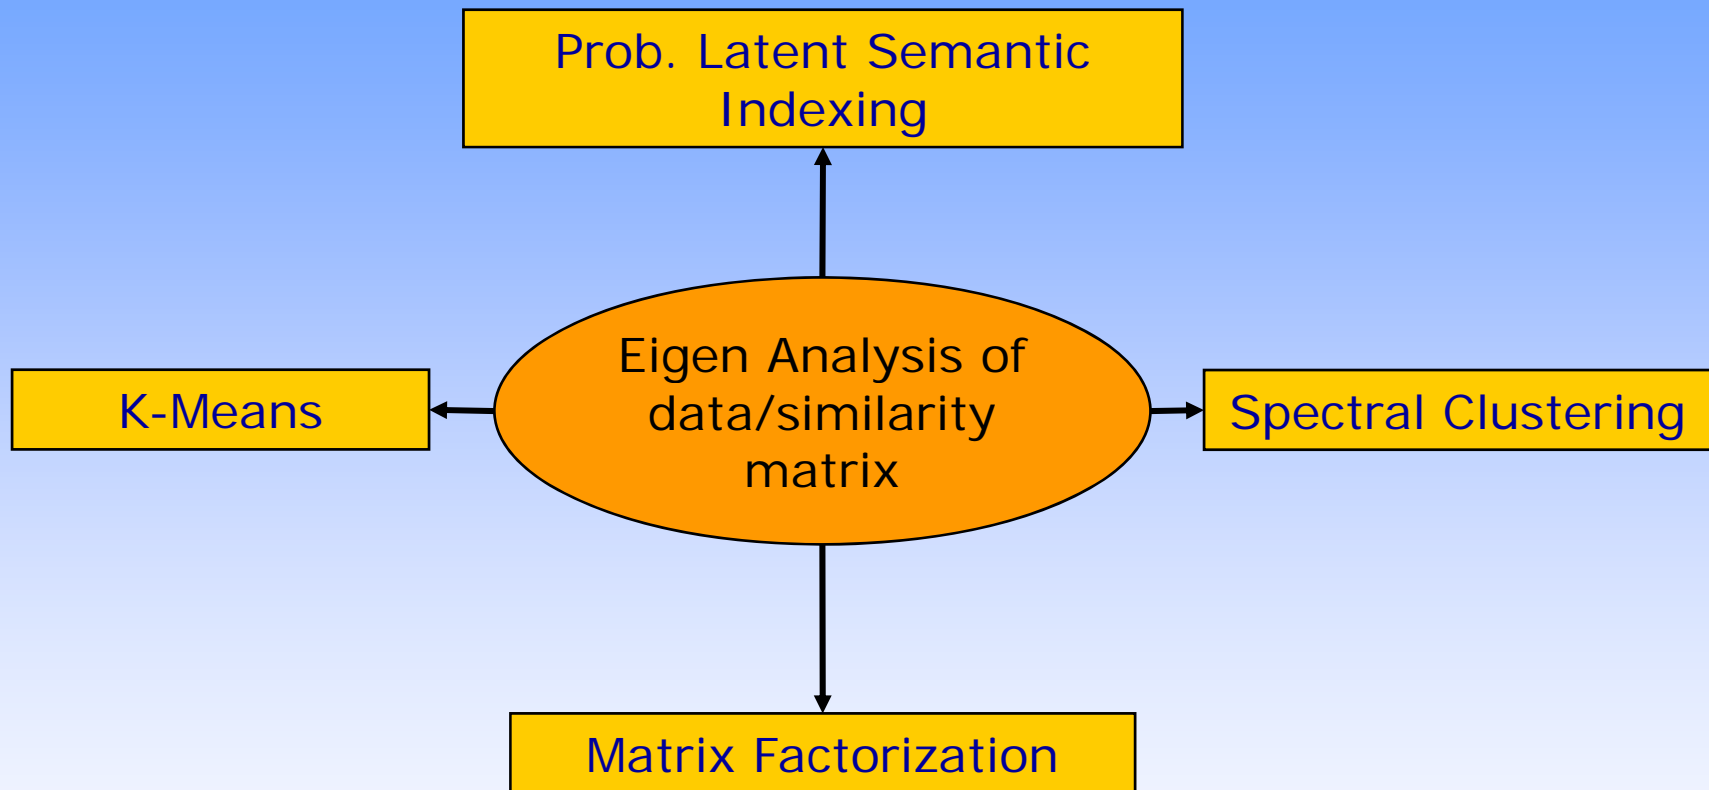 Prob. Latent Semantic
Indexing
Eigen Analysis of
data/similarity
matrix
K-Means
Spectral Clustering
Matrix Factorization